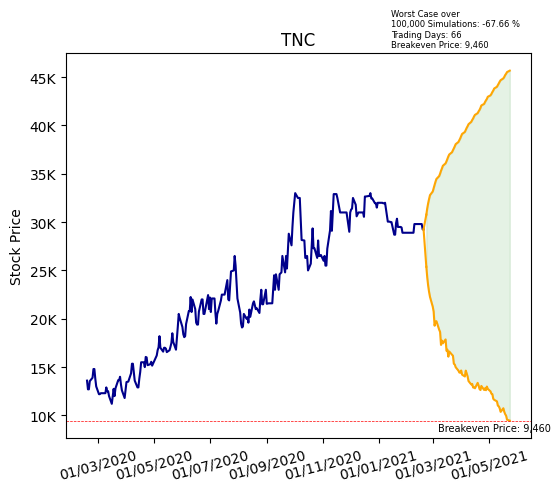 Worst Case over
100,000 Simulations: -67.66 %
Trading Days: 66
Breakeven Price: 9,460
TNC
Stock Price
45K
40K
35K
30K
25K
20K
15K
10K
Breakeven Price: 9,460
01/03/2020 01/05/2020 01/07/2020 01/09/2020 01/11/2020 01/01/2021 01/03/2021 01/05/2021